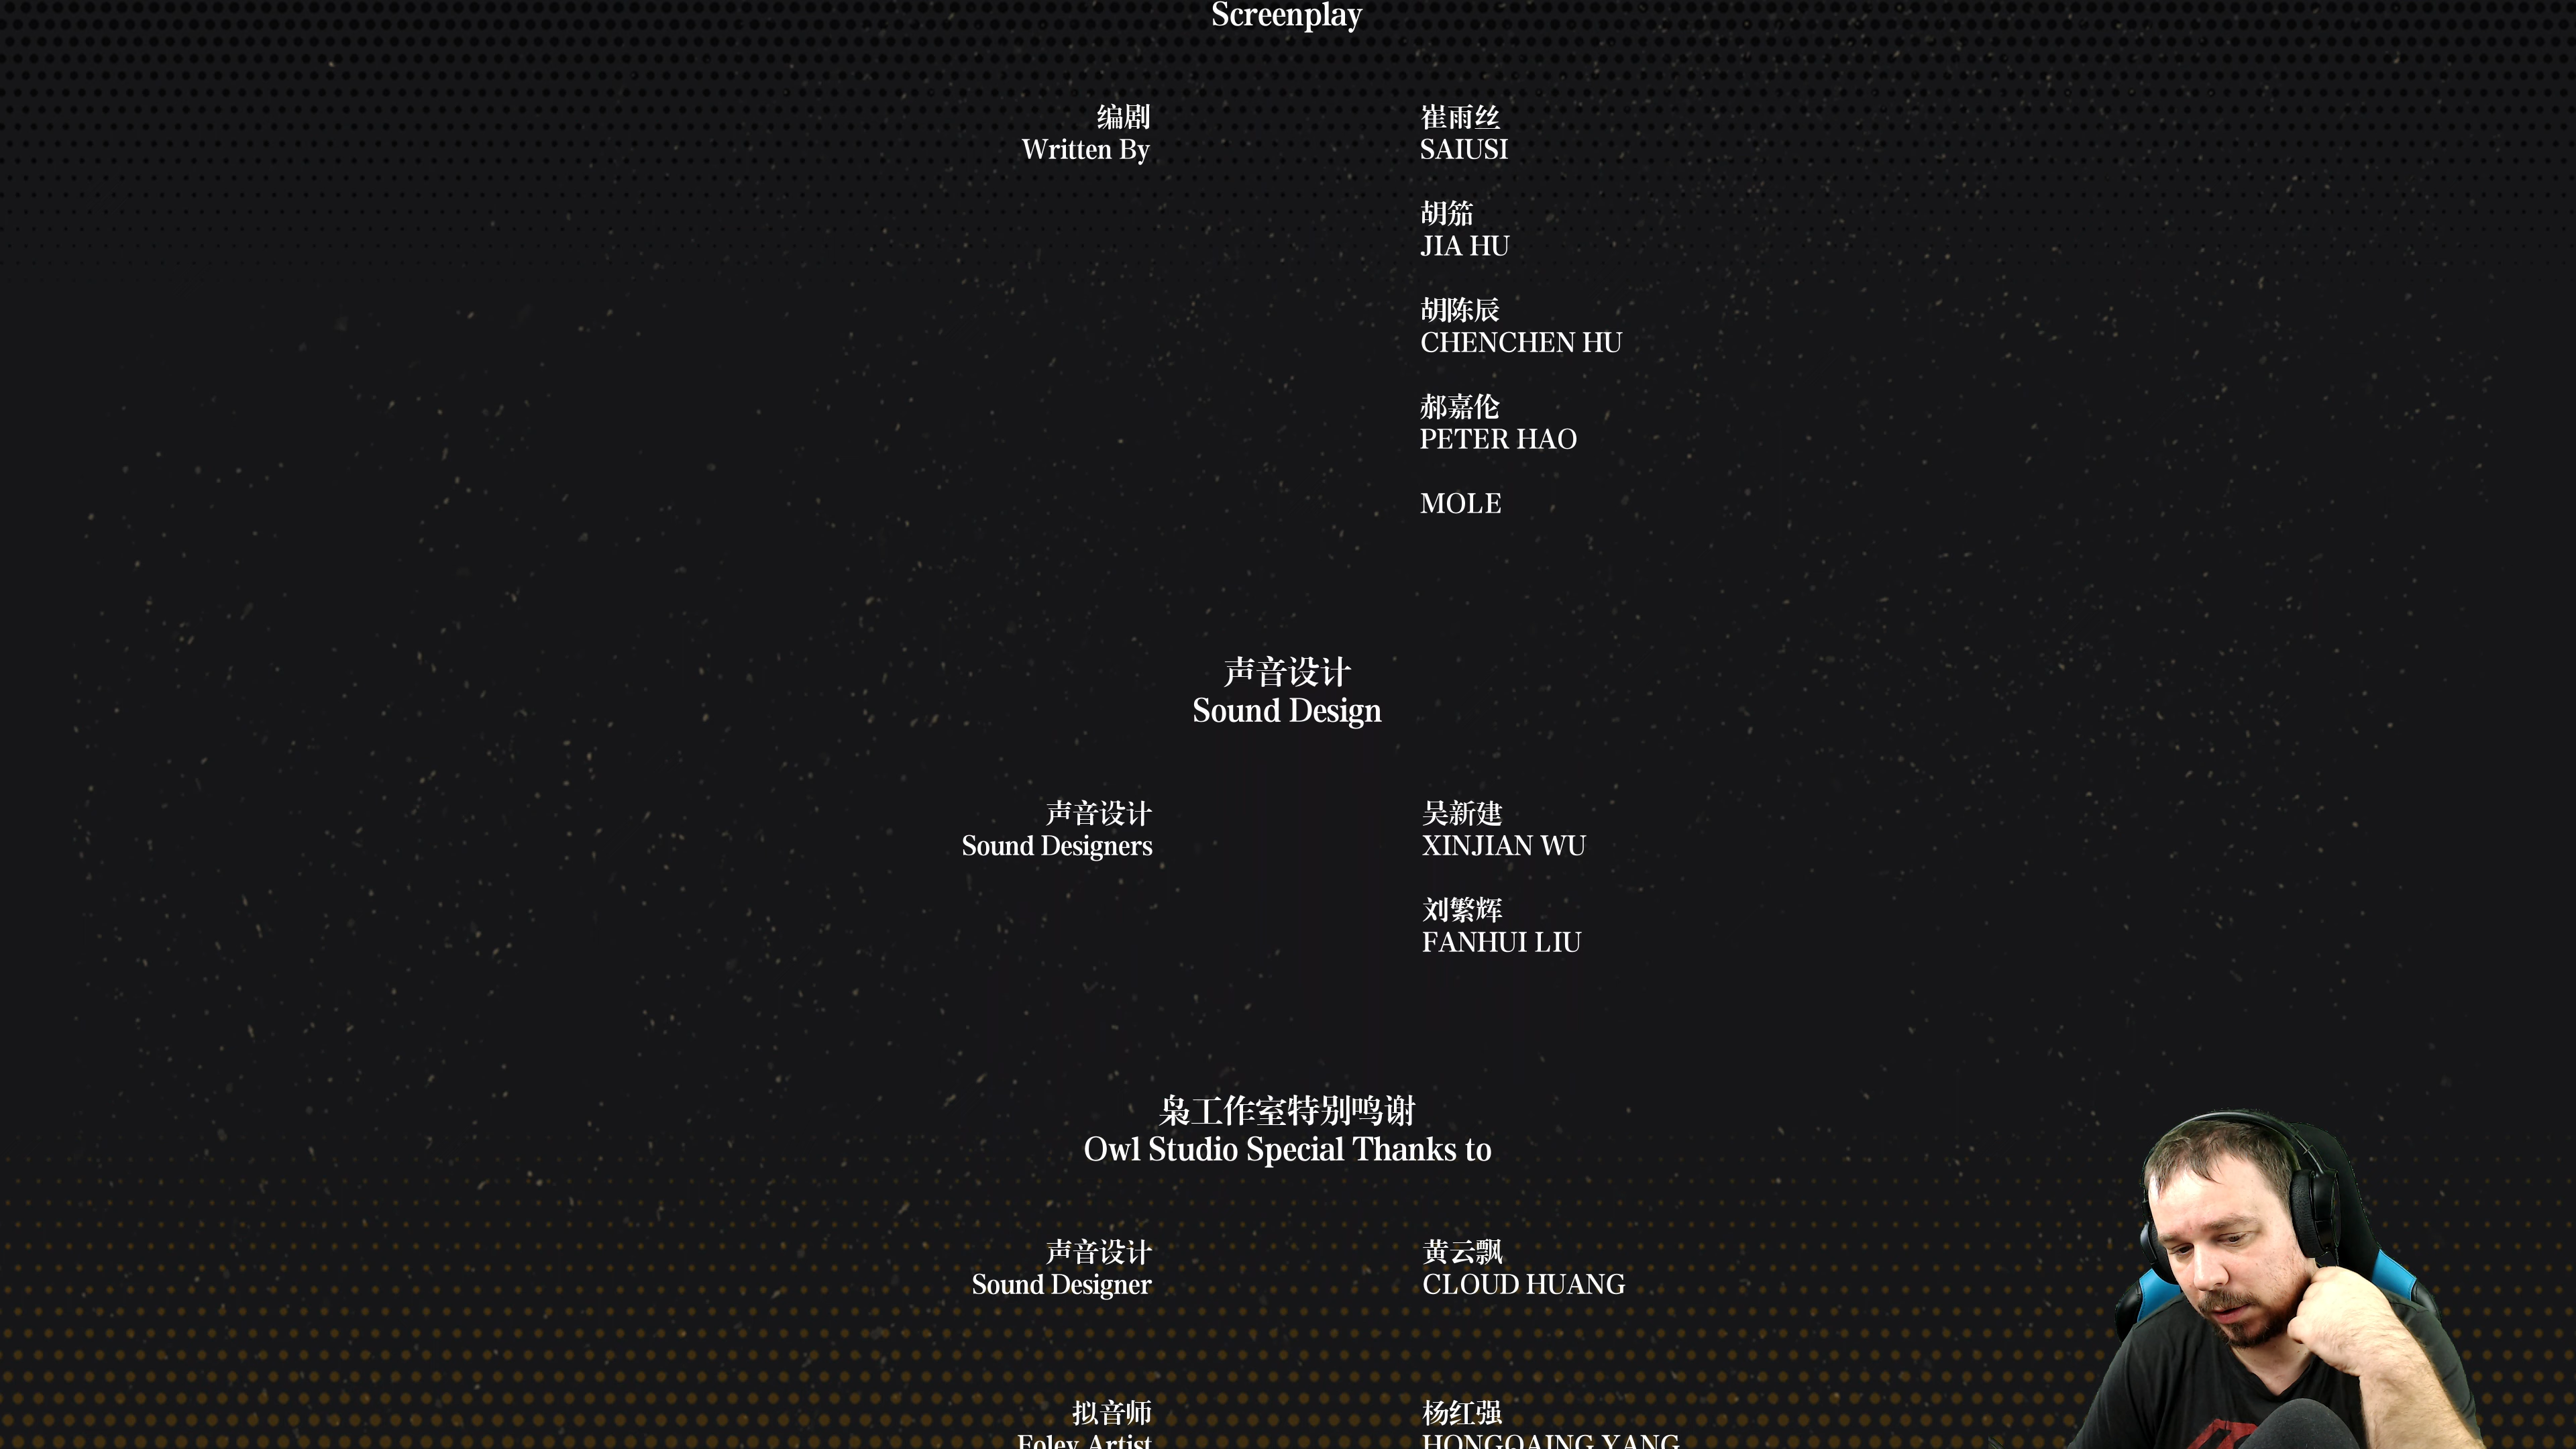 Screenplay
编剧
Written By
崔雨丝
SAIUSI
胡笳
JIA HU
胡陈辰
CHENCHEN HU
郝嘉伦
PETER HAO
MOLE
声音设计
Sound Design
声音设计
Sound Designers
吴新建
XINJIAN WU
刘繁辉
FANHUI LIU
枭工作室特别鸣谢
Owl Studio Special Thanks to
声音设计
Sound Designer
黄云飘
CLOUD HUANG
拟音师
Foley Artist
杨红强
HONGQAING YANG